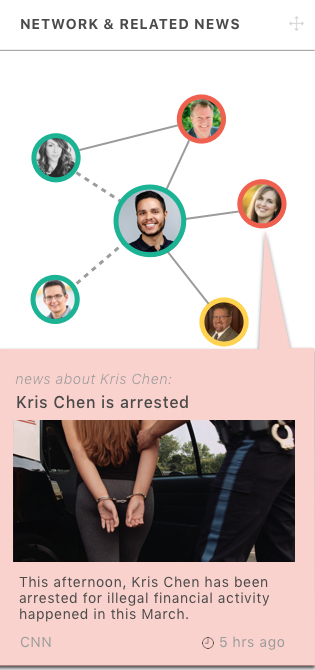 NETWORK & RELATED NEWS
news about Kris Chen:
Kris Chen is arrested
This afternoon, Kris Chen has been
arrested for illegal financial activity
happened in this March.
CNN 5 hrs ago